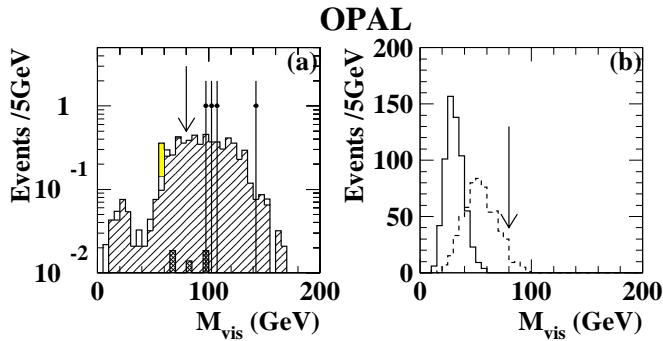 OPAL
(a)
Events /5GeV
1
10 -1
10 -2
0 100 200
M vis (GeV)
(b)
Events /5GeV
200
150
100
50
0
0 100 200
M vis (GeV)